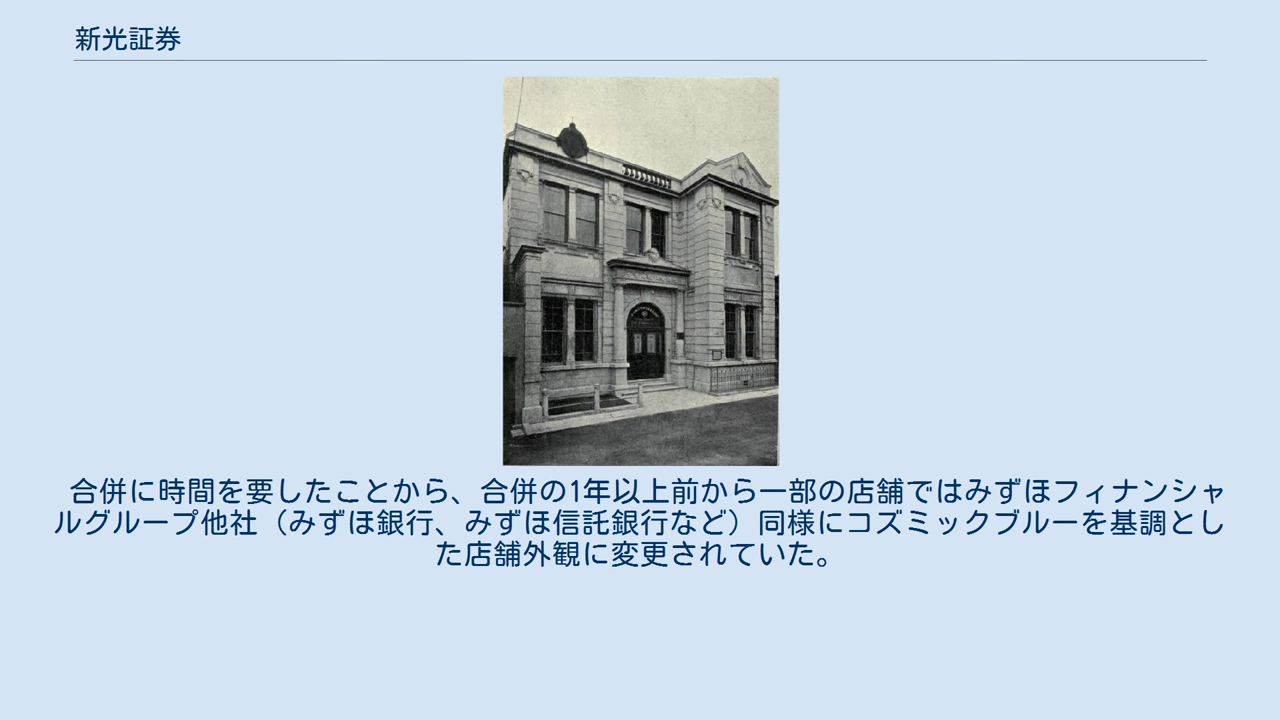 新光証券
合併に時間を要したことから、合併の1年以上前から一部の店舗ではみずほフィナンシャ
ルグループ他社（みずほ銀行、みずほ信託銀行など）同様にコズミックブルーを基調とし
た店舗外観に変更されていた。